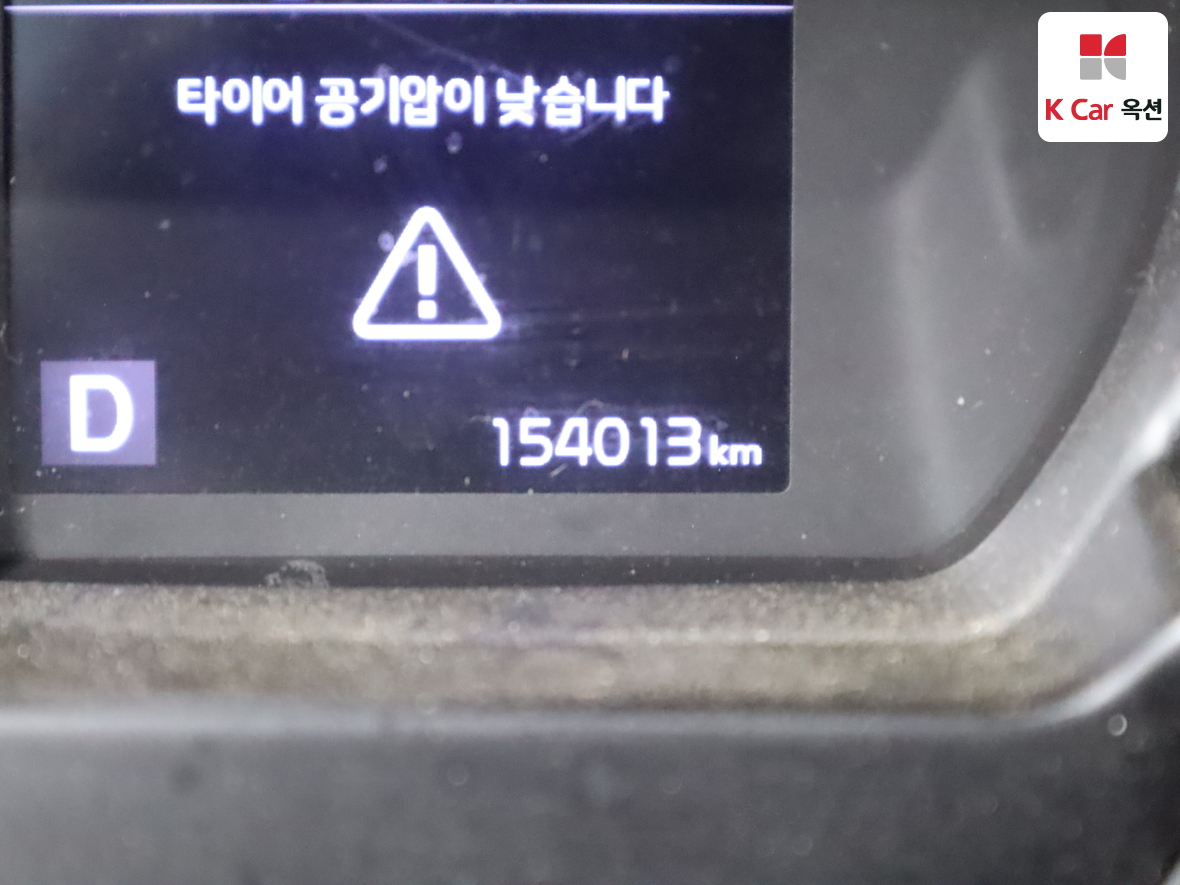 타이어 공기압이 낮습니다
D
154013 km
K Car 옥션